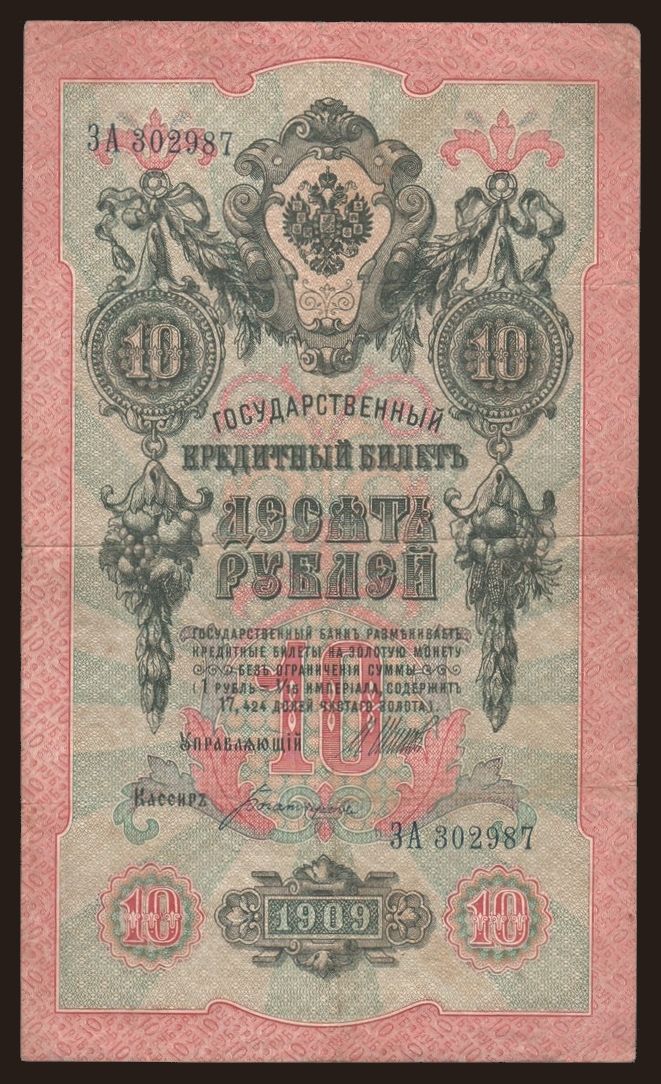 ЗА 302987
10 10
ГОСУДАРСТВЕННЫЙ
КРЕДИТНЫЙ БИЛЕТЪ
ДЕСЯТЬ
РУБЛЕЙ
ГОСУДАРСТВЕННЫЙ БАНКЪ РАЗМѢНИВАЕТЪ
КРЕДИТНЫЕ БИЛЕТЫ НА ЗОЛОТУЮ МОНЕТУ
БЕЗЪ ОГРАНИЧЕНІЯ СУММЫ
(1 РУБЛЬ = 1/15 ИМПЕРІАЛА, СОДЕРЖИТЪ
17,424 ДОЛЕЙ ЧИСТАГО ЗОЛОТА).
10
УПРАВЛЯЮЩІЙ
КАССИРЪ
ЗА 302987
10 1909 10